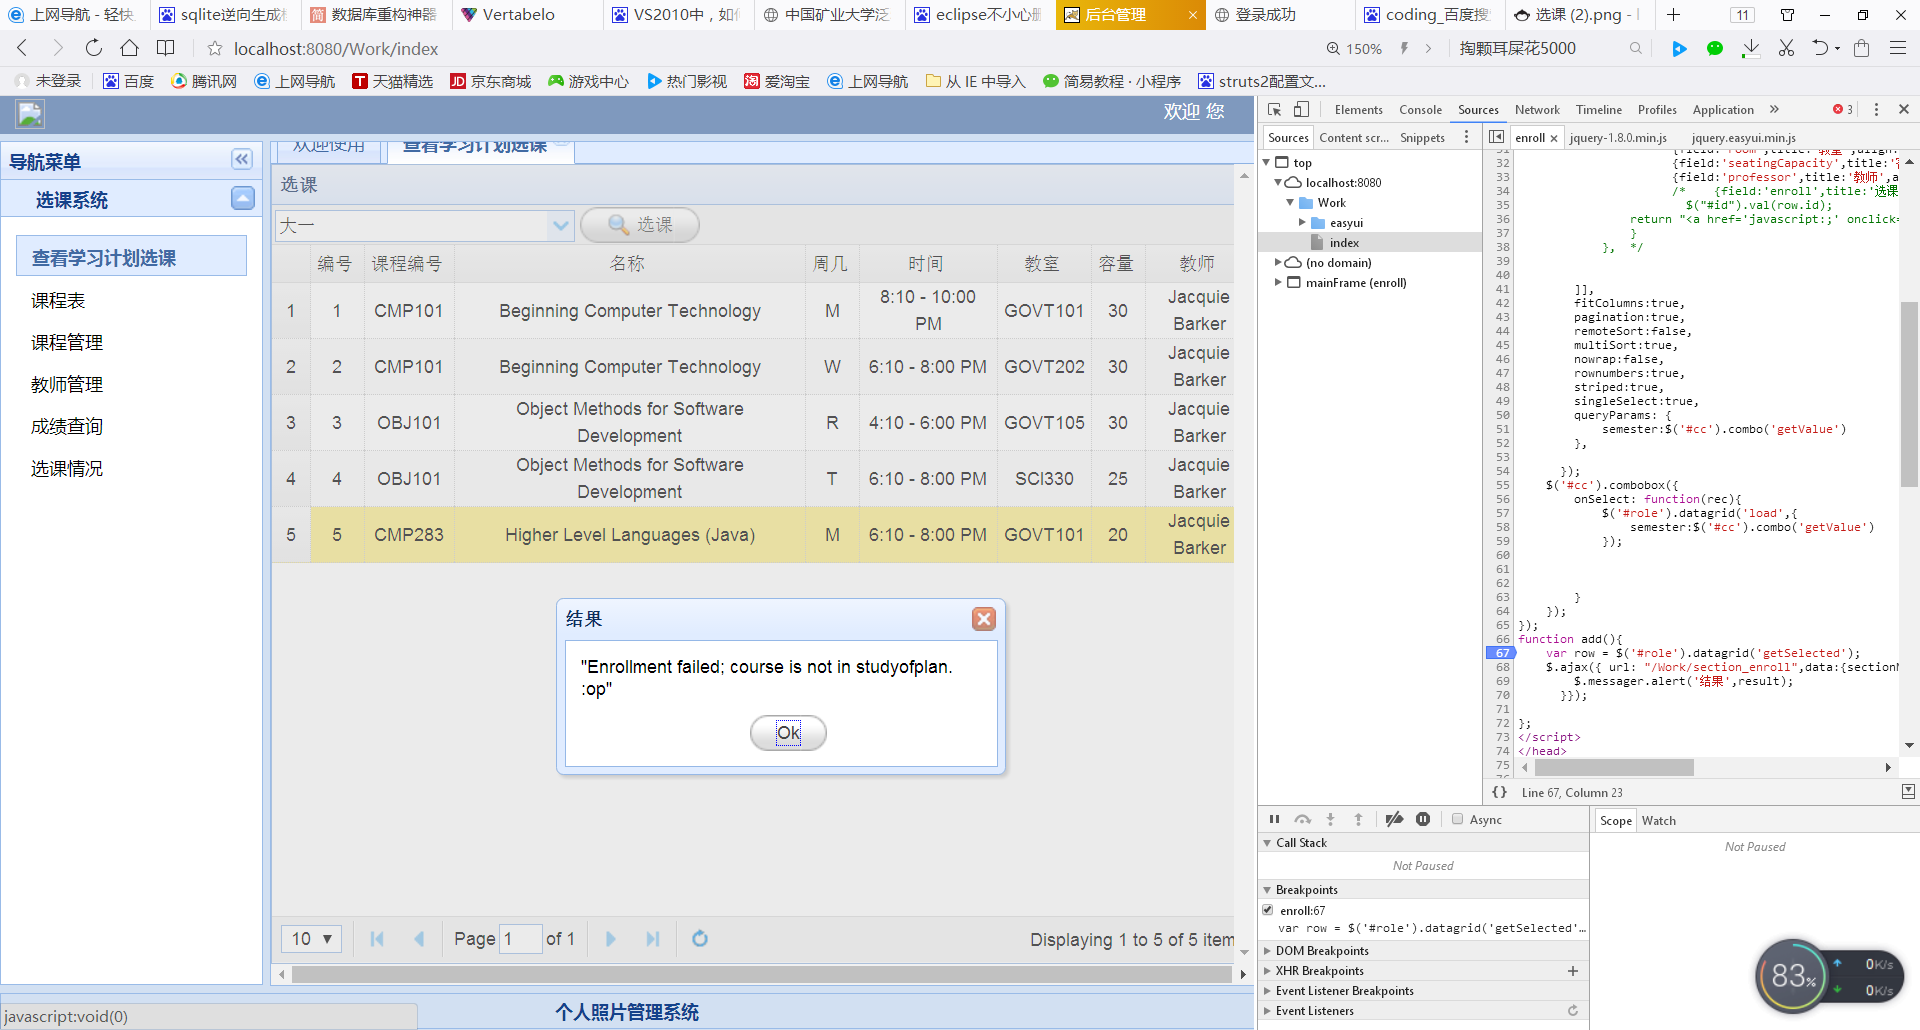 上网导航 - 轻快
sqlite逆向生成
数据库重构神器
Vertabelo
VS2010中，如
中国矿业大学泛
eclipse不小心
后台管理
登录成功
coding_百度搜
选课 (2).png -
11
localhost:8080/Work/index
150%
掏颗耳屎花5000
未登录
百度
腾讯网
上网导航
天猫精选
京东商城
游戏中心
热门影视
爱淘宝
上网导航
从 IE 中导入
简易教程 · 小程序
struts2配置文...
欢迎 您
导航菜单
选课系统
查看学习计划选课
课程表
课程管理
教师管理
成绩查询
选课情况
欢迎使用
查看学习计划选课
选课
大一
选课
编号 课程编号 名称 周几 时间 教室 容量 教师
1 1 CMP101 Beginning Computer Technology M 8:10 - 10:00 PM GOVT101 30 Jacquie Barker
2 2 CMP101 Beginning Computer Technology W 6:10 - 8:00 PM GOVT202 30 Jacquie Barker
3 3 OBJ101 Object Methods for Software Development R 4:10 - 6:00 PM GOVT105 30 Jacquie Barker
4 4 OBJ101 Object Methods for Software Development T 6:10 - 8:00 PM SCI330 25 Jacquie Barker
5 5 CMP283 Higher Level Languages (Java) M 6:10 - 8:00 PM GOVT101 20 Jacquie Barker
结果
"Enrollment failed; course is not in studyofplan.
:op"
Ok
10
Page 1 of 1
Displaying 1 to 5 of 5 item
个人照片管理系统
javascript:void(0)
Elements Console Sources Network Timeline Profiles Application » 3
Sources Content scr... Snippets
enroll jquery-1.8.0.min.js jquery.easyui.min.js
top
localhost:8080
Work
easyui
index
(no domain)
mainFrame (enroll)
32 {field:'seatingCapacity',title:
33 {field:'professor',title:'教师',a
34 /* {field:'enroll',title:'选课
35 $("#id").val(row.id);
36 return "<a href='javascript:;' onclick=
37 }
38 }, */
39
40
41 ]],
42 fitColumns:true,
43 pagination:true,
44 remoteSort:false,
45 multiSort:true,
46 nowrap:false,
47 rownumbers:true,
48 striped:true,
49 singleSelect:true,
50 queryParams: {
51 semester:$('#cc').combo('getValue')
52 },
53
54 });
55 $('#cc').combobox({
56 onSelect: function(rec){
57 $('#role').datagrid('load',{
58 semester:$('#cc').combo('getValue')
59 });
60
61
62
63 }
64 });
65 });
66 function add(){
67 var row = $('#role').datagrid('getSelected');
68 $.ajax({ url: "/Work/section_enroll",data:{section
69 $.messager.alert('结果',result);
70 }});
71
72 };
73 </script>
74 </head>
75
{} Line 67, Column 23
Async
Call Stack
Not Paused
Breakpoints
enroll:67
var row = $('#role').datagrid('getSelected'...
DOM Breakpoints
XHR Breakpoints
Event Listener Breakpoints
Event Listeners
Scope Watch
Not Paused
83%
0K/s
0K/s